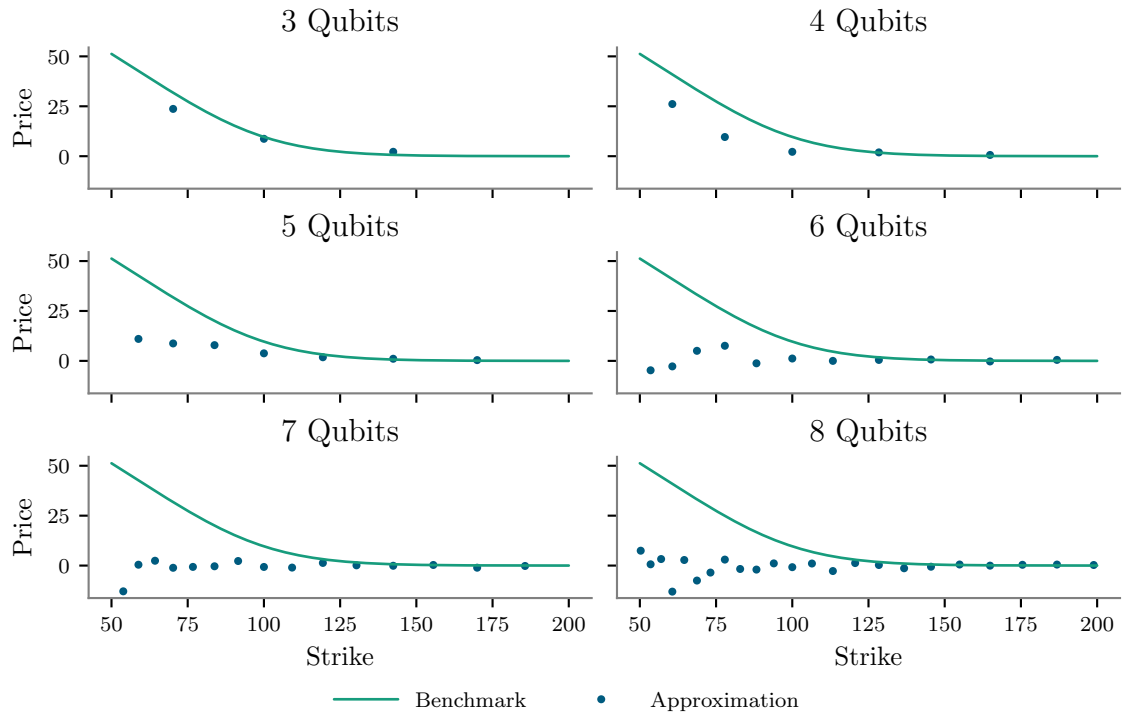 3 Qubits
4 Qubits
Price
50
25
0
5 Qubits
6 Qubits
Price
50
25
0
50
75
100
125
150
175
200
50
75
100
125
150
175
200
7 Qubits
8 Qubits
Price
50
25
0
Strike
Strike
Benchmark
Approximation